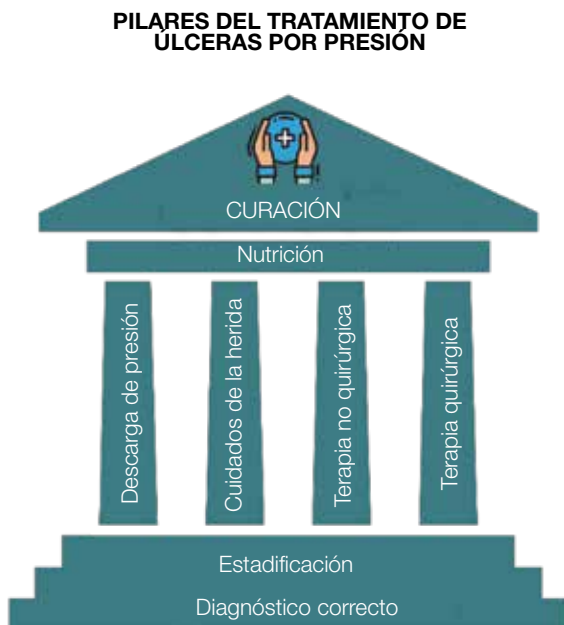 PILARES DEL TRATAMIENTO DE
ÚLCERAS POR PRESIÓN
CURACIÓN
Nutrición
Descarga de presión
Cuidados de la herida
Terapia no quirúrgica
Terapia quirúrgica
Estadificación
Diagnóstico correcto